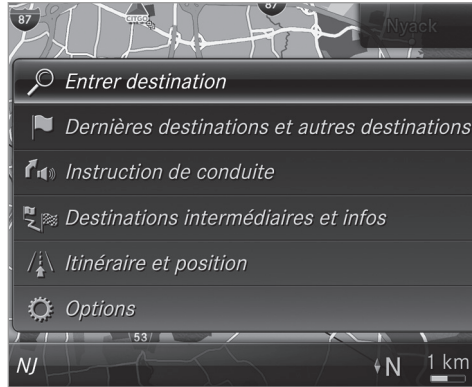 87
CITGO
87
Nyack
Entrer destination
Dernières destinations et autres destinations
Instruction de conduite
Destinations intermédiaires et infos
Itinéraire et position
Options
53
NJ
N
1 km